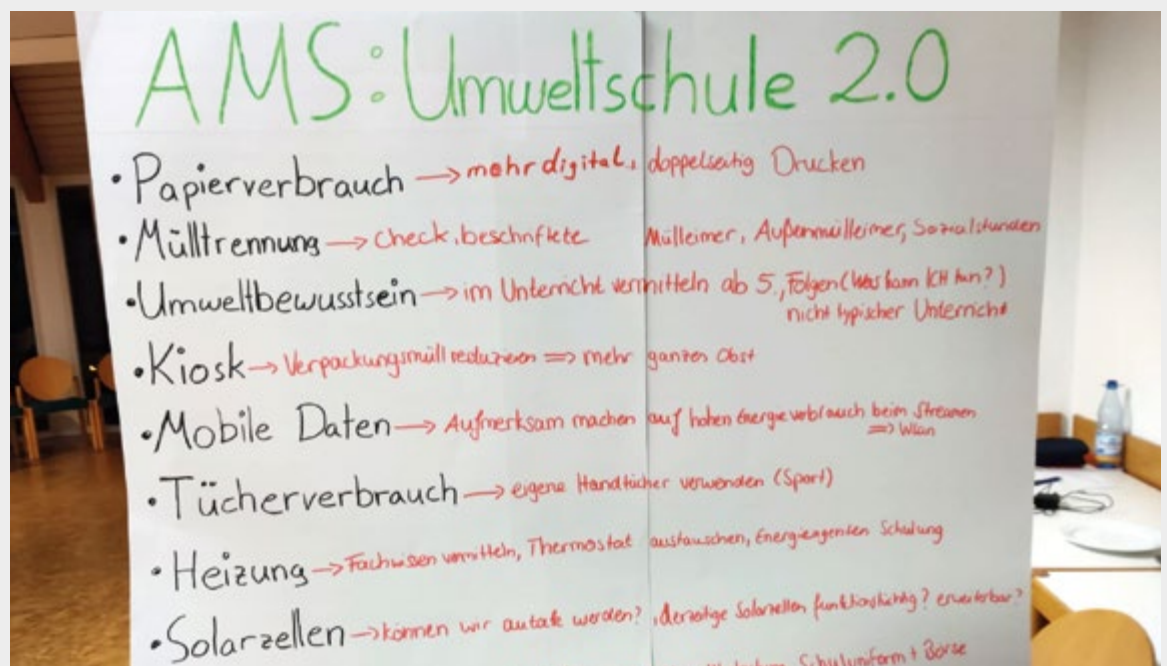 AMS: Umweltschule 2.0
• Papierverbrauch → mehr digital, doppelseitig Drucken
• Mülltrennung → Check, beschriftete Mülleimer, Außenmülleimer, Sozialstunden
• Umweltbewusstsein → im Unterricht vermitteln ab 5, Folgen (Was kann ICH tun?)
nicht typischer Unterricht
• Kiosk → Verpackungsmüll reduzieren ⇒ mehr ganzen Obst
• Mobile Daten → Aufmerksam machen auf hohen Energieverbrauch beim Streamen
⇒ Wlan
• Tücherverbrauch → eigene Handtücher verwenden (Sport)
• Heizung → Fachwissen vermitteln, Thermostat austauschen, Energieagenten Schulung
• Solarzellen → können wir autark werden?, derzeitige Solarzellen funktionstüchtig? erweiterbar?
Schuluniform + Börse